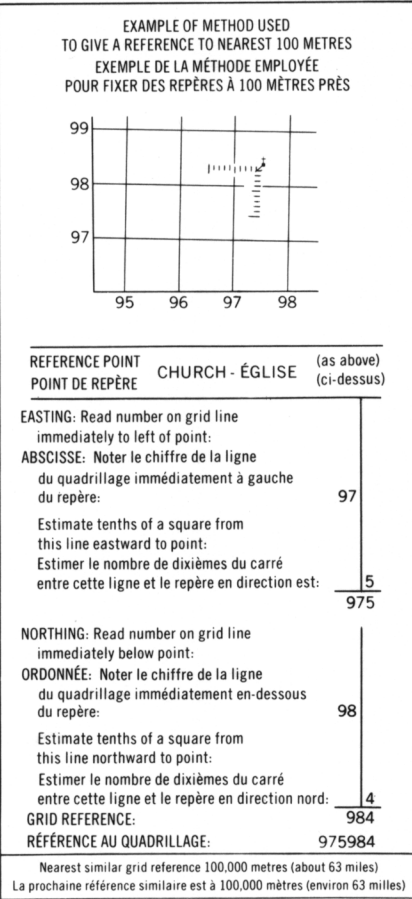 EXAMPLE OF METHOD USED
TO GIVE A REFERENCE TO NEAREST 100 METRES
EXEMPLE DE LA MÉTHODE EMPLOYÉE
POUR FIXER DES REPÈRES À 100 MÈTRES PRÈS
99
98
97
95 96 97 98
REFERENCE POINT
POINT DE REPÈRE
CHURCH - ÉGLISE
(as above)
(ci-dessus)
EASTING: Read number on grid line
immediately to left of point:
ABSCISSE: Noter le chiffre de la ligne
du quadrillage immédiatement à gauche
du repère: 97
Estimate tenths of a square from
this line eastward to point:
Estimer le nombre de dixièmes du carré
entre cette ligne et le repère en direction est: 5
975
NORTHING: Read number on grid line
immediately below point:
ORDONNÉE: Noter le chiffre de la ligne
du quadrillage immédiatement en-dessous
du repère: 98
Estimate tenths of a square from
this line northward to point:
Estimer le nombre de dixièmes du carré
entre cette ligne et le repère en direction nord: 4
GRID REFERENCE: 984
RÉFÉRENCE AU QUADRILLAGE: 975984
Nearest similar grid reference 100,000 metres (about 63 miles)
La prochaine référence similaire est à 100,000 mètres (environ 63 milles)